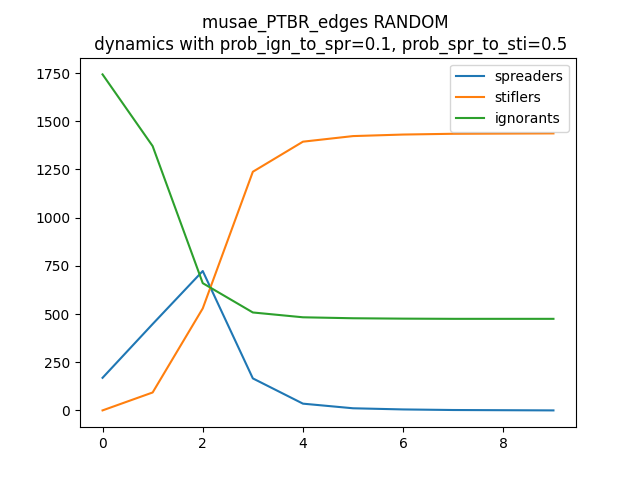 musae_PTBR_edges RANDOM
dynamics with prob_ign_to_spr=0.1, prob_spr_to_sti=0.5
spreaders
stiflers
ignorants
1750
1500
1250
1000
750
500
250
0
0 2 4 6 8